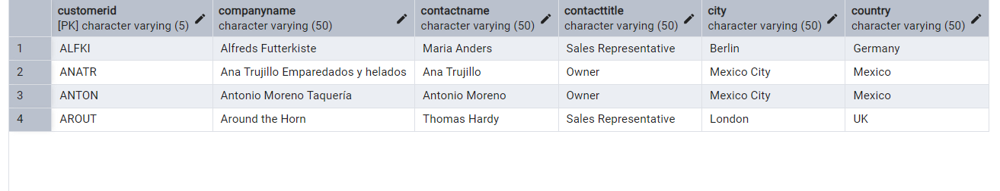 customerid companyname contactname contacttitle city country
[PK] character varying (5) character varying (50) character varying (50) character varying (50) character varying (50) character varying (50)
1 ALFKI Alfreds Futterkiste Maria Anders Sales Representative Berlin Germany
2 ANATR Ana Trujillo Emparedados y helados Ana Trujillo Owner Mexico City Mexico
3 ANTON Antonio Moreno Taquería Antonio Moreno Owner Mexico City Mexico
4 AROUT Around the Horn Thomas Hardy Sales Representative London UK